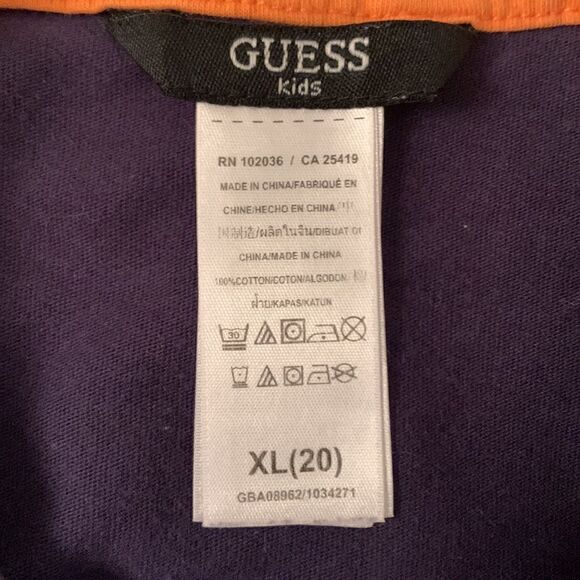 GUESS
kids
RN 102036 / CA 25419
MADE IN CHINA/FABRIQUÉ EN
CHINE/HECHO EN CHINA
/ผลิตในจีน/DIBUAT DI
CHINA/MADE IN CHINA
100%COTTON/COTON/ALGODON
ฝ้าย/KAPAS/KATUN
30
XL(20)
GBA08962/1034271